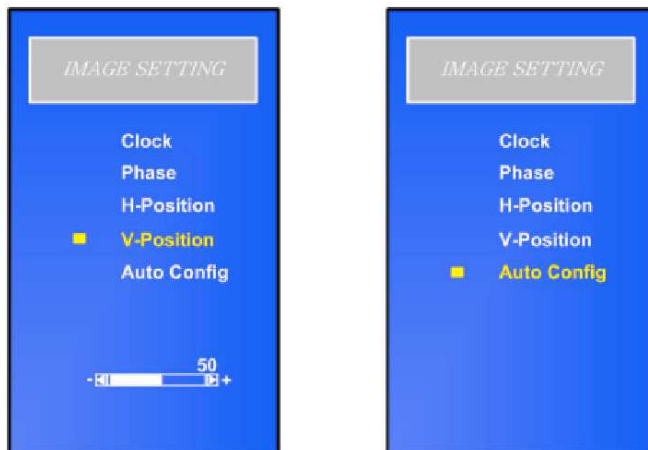 IMAGE SETTING
Clock
Phase
H-Position
V-Position
Auto Config
50
- +
IMAGE SETTING
Clock
Phase
H-Position
V-Position
Auto Config